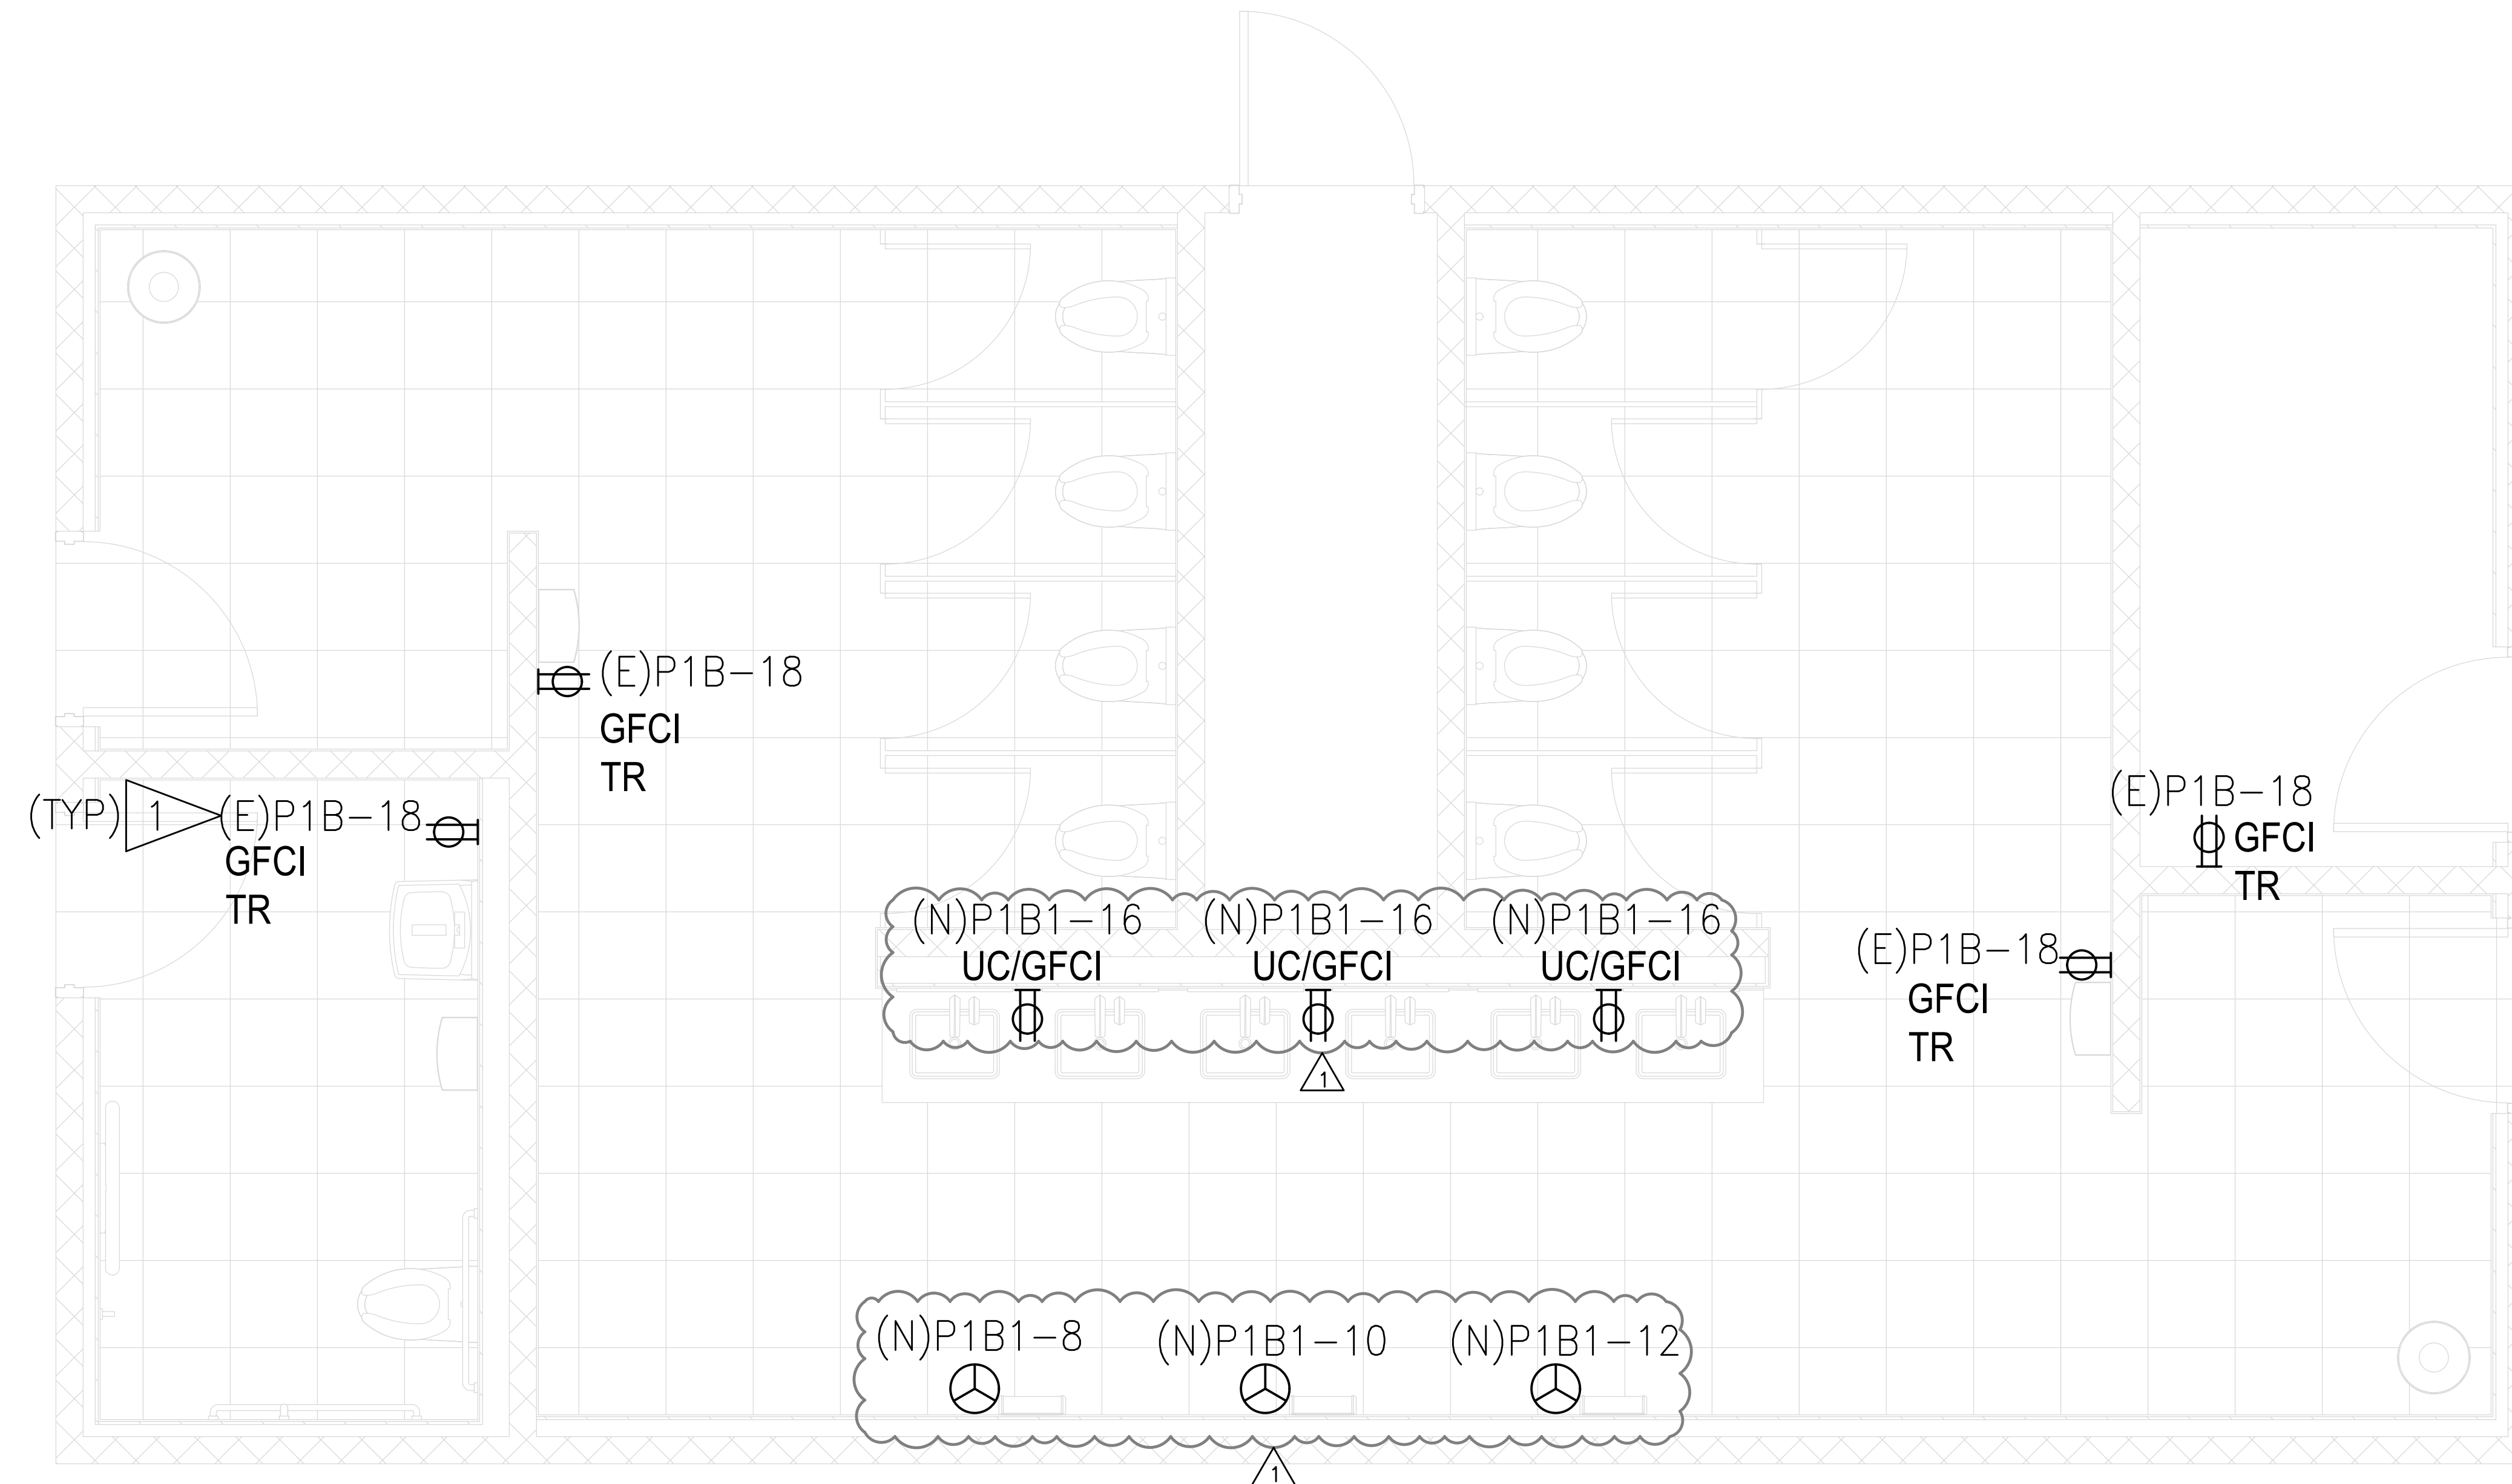 (E)P1B-18
GFCI
TR
(TYP) 1 (E)P1B-18
GFCI
TR
(E)P1B-18
GFCI
TR
(N)P1B1-16 (N)P1B1-16 (N)P1B1-16
UC/GFCI UC/GFCI UC/GFCI
1
(E)P1B-18
GFCI
TR
(N)P1B1-8 (N)P1B1-10 (N)P1B1-12
1